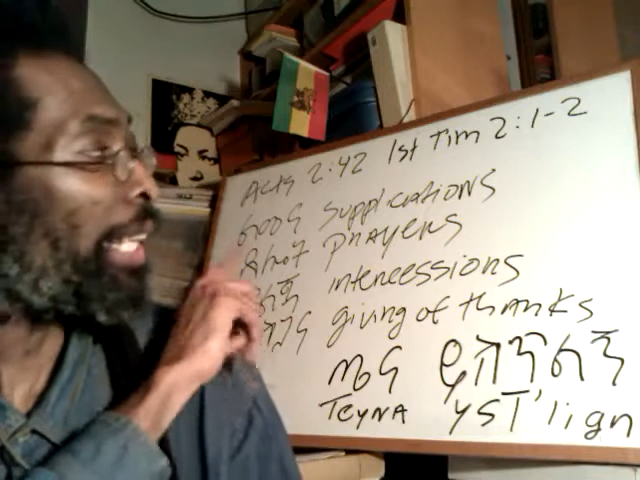 Acts 2:42 1st Tim 2:1-2
supplications
prayers
intercessions
giving of thanks
ጤና ይስጥልኝ
TEYNA YST'lign